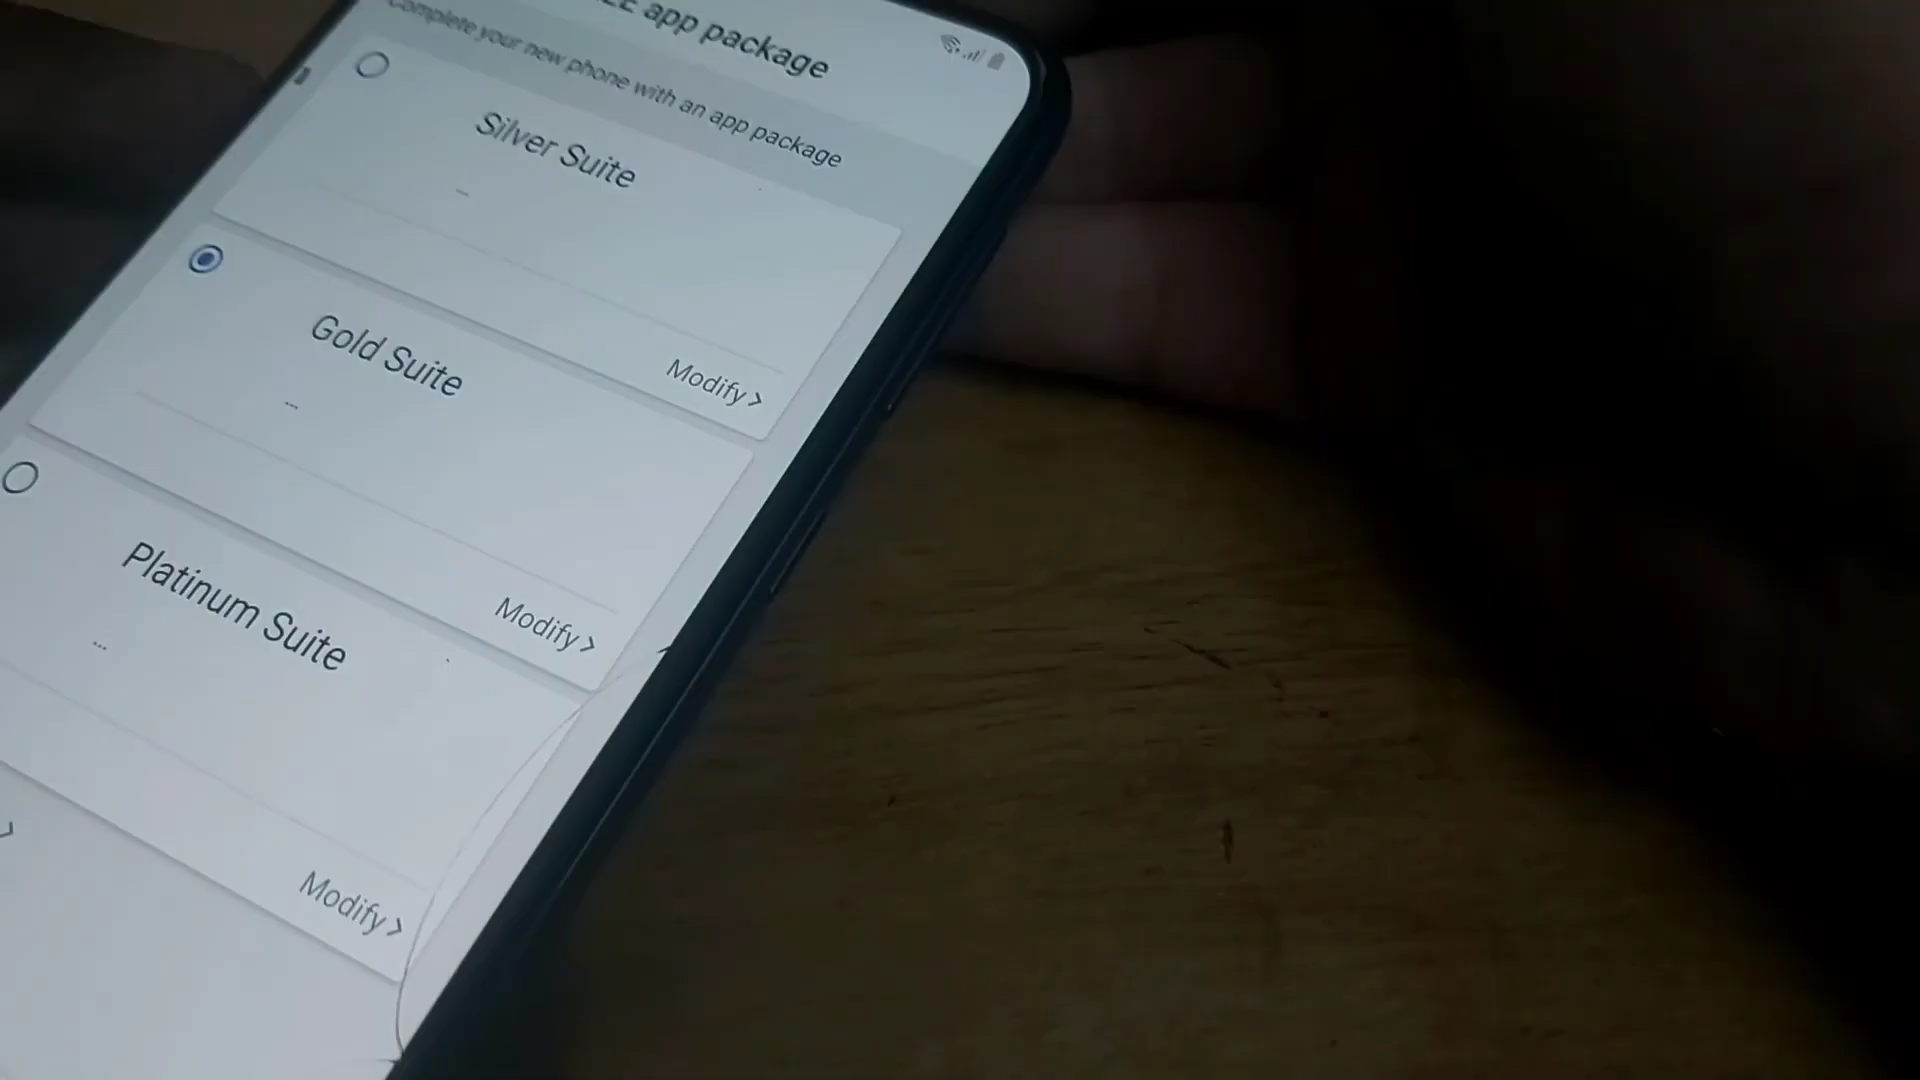 app package
Complete your new phone with an app package
Silver Suite
...
Modify >
Gold Suite
...
Modify >
Platinum Suite
...
Modify >